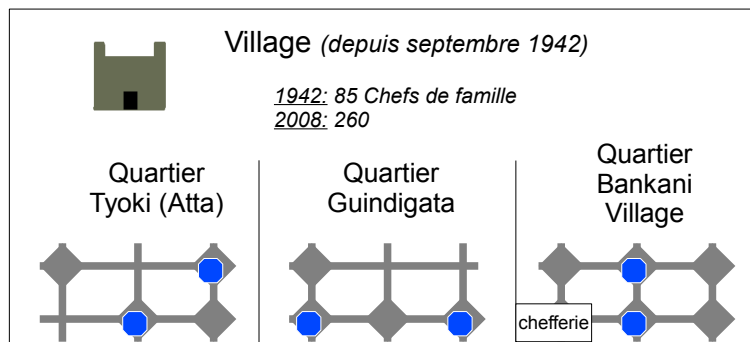 Village (depuis septembre 1942)
1942: 85 Chefs de famille
2008: 260
Quartier
Tyoki (Atta)
Quartier
Guindigata
Quartier
Bankani
Village
chefferie